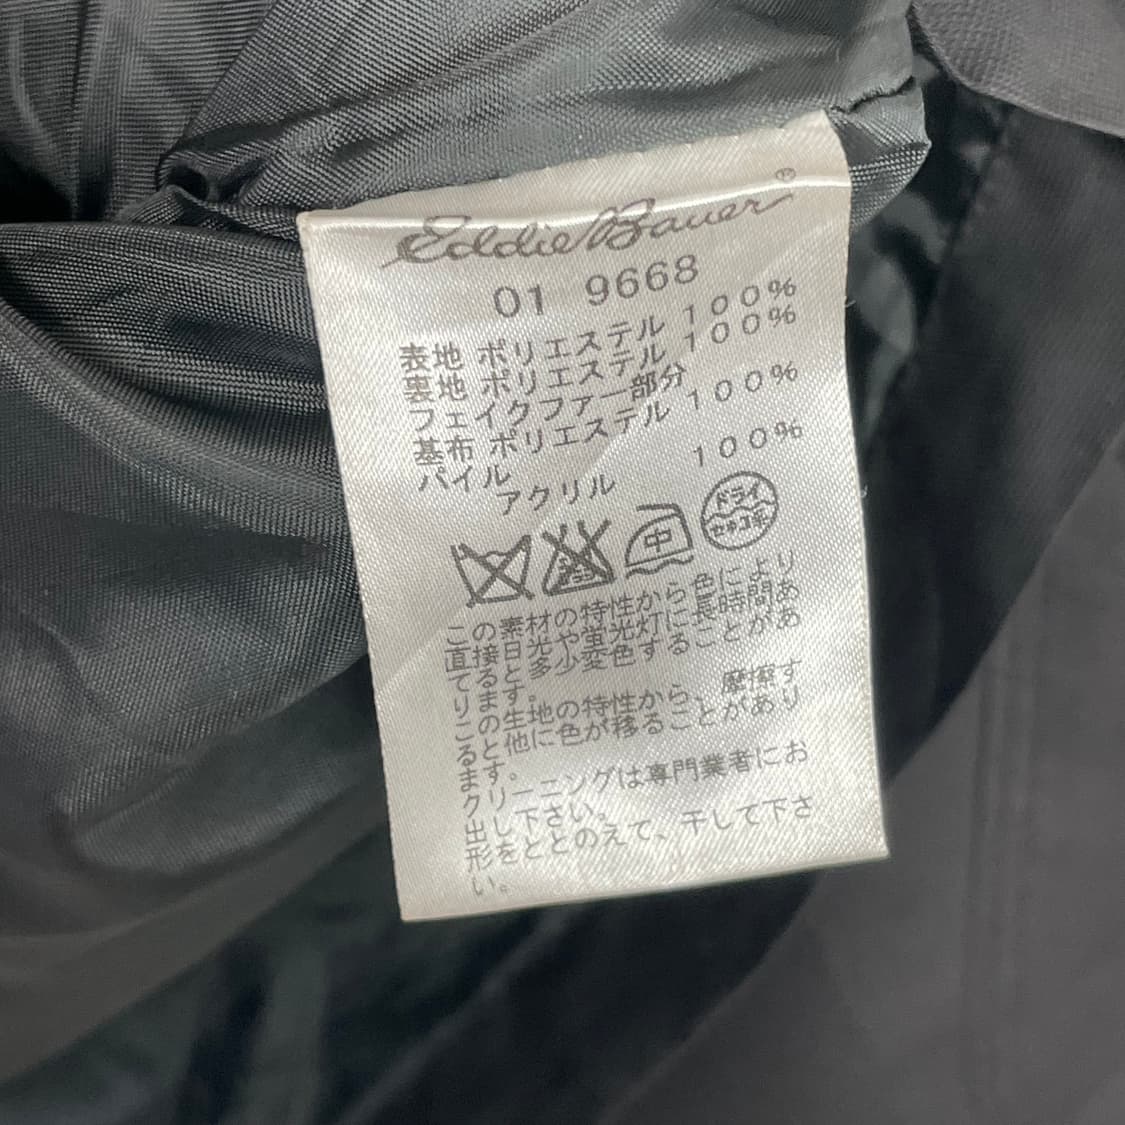 Eddie Bauer®
01 9668
表地 ポリエステル 100%
裏地 ポリエステル 100%
フェイクファー部分
基布 ポリエステル 100%
パイル
アクリル 100%
中
ドライ
セキユ系
この素材の特性から色により
直接日光や蛍光灯に長時間あ
てると多少変色することがあ
ります。
この生地の特性から、摩擦す
ると他に色が移ることがあり
ます。
クリーニングは専門業者にお
出し下さい。
形をととのえて、干して下さ
い。